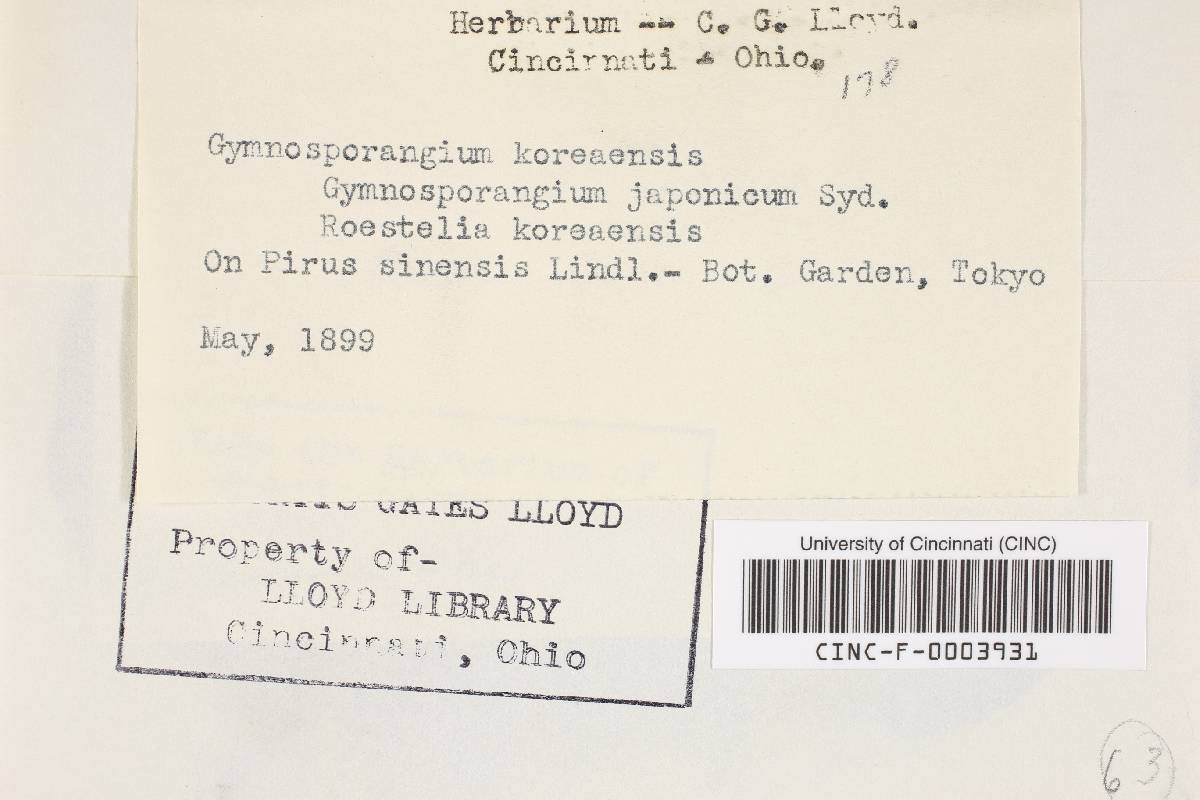 Herbarium -- C. G. Lloyd.
Cincinnati - Ohio.
178
Gymnosporangium koreaensis
Gymnosporangium japonicum Syd.
Roestelia koreaensis
On Pirus sinensis Lindl.- Bot. Garden, Tokyo
May, 1899
GATES LLOYD
Property of-
LLOYD LIBRARY
Cincinnati, Ohio
University of Cincinnati (CINC)
CINC-F-0003931
63